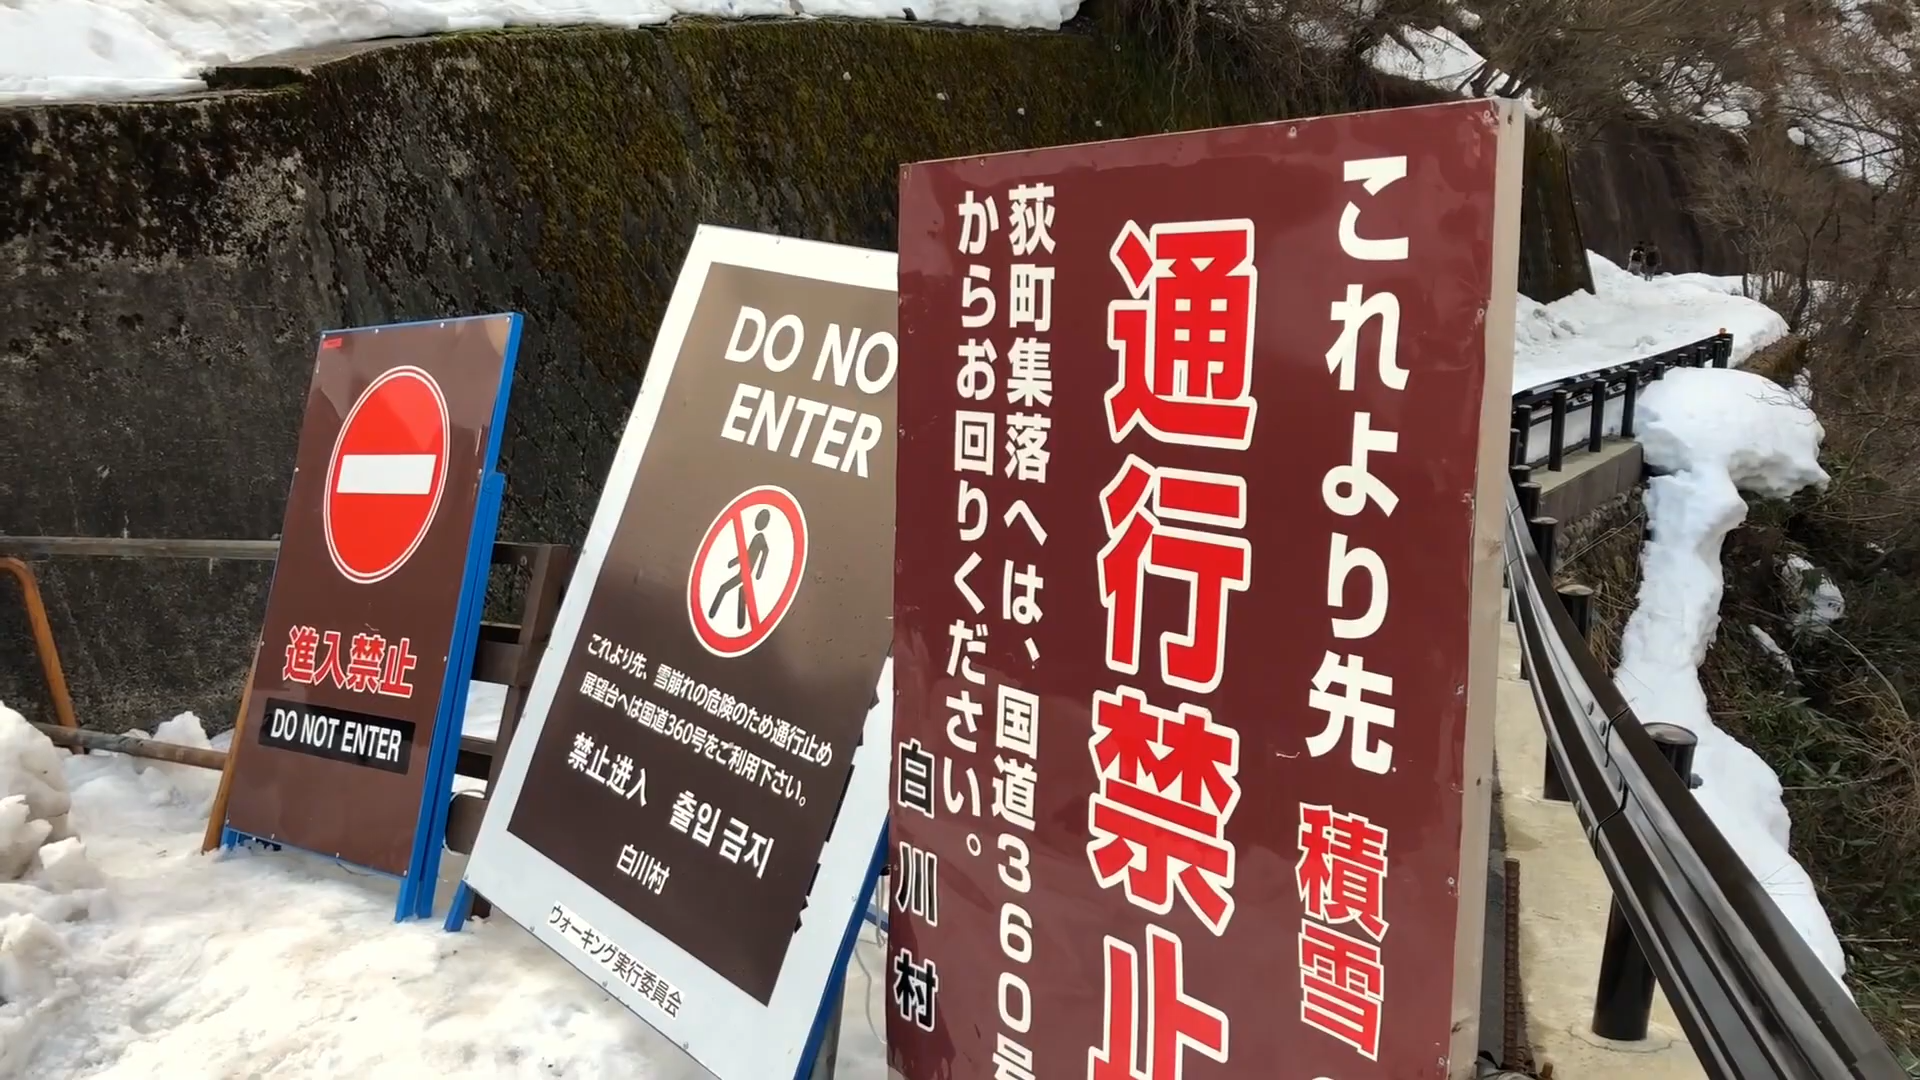 進入禁止
DO NOT ENTER
DO NO
ENTER
これより先、雪崩れの危険のため通行止め
展望台へは国道360号をご利用下さい。
禁止进入 출입 금지
白川村
ウォーキング実行委員会
これより先 積雪
通行禁止
荻町集落へは、国道360号
からお回りください。
白川村